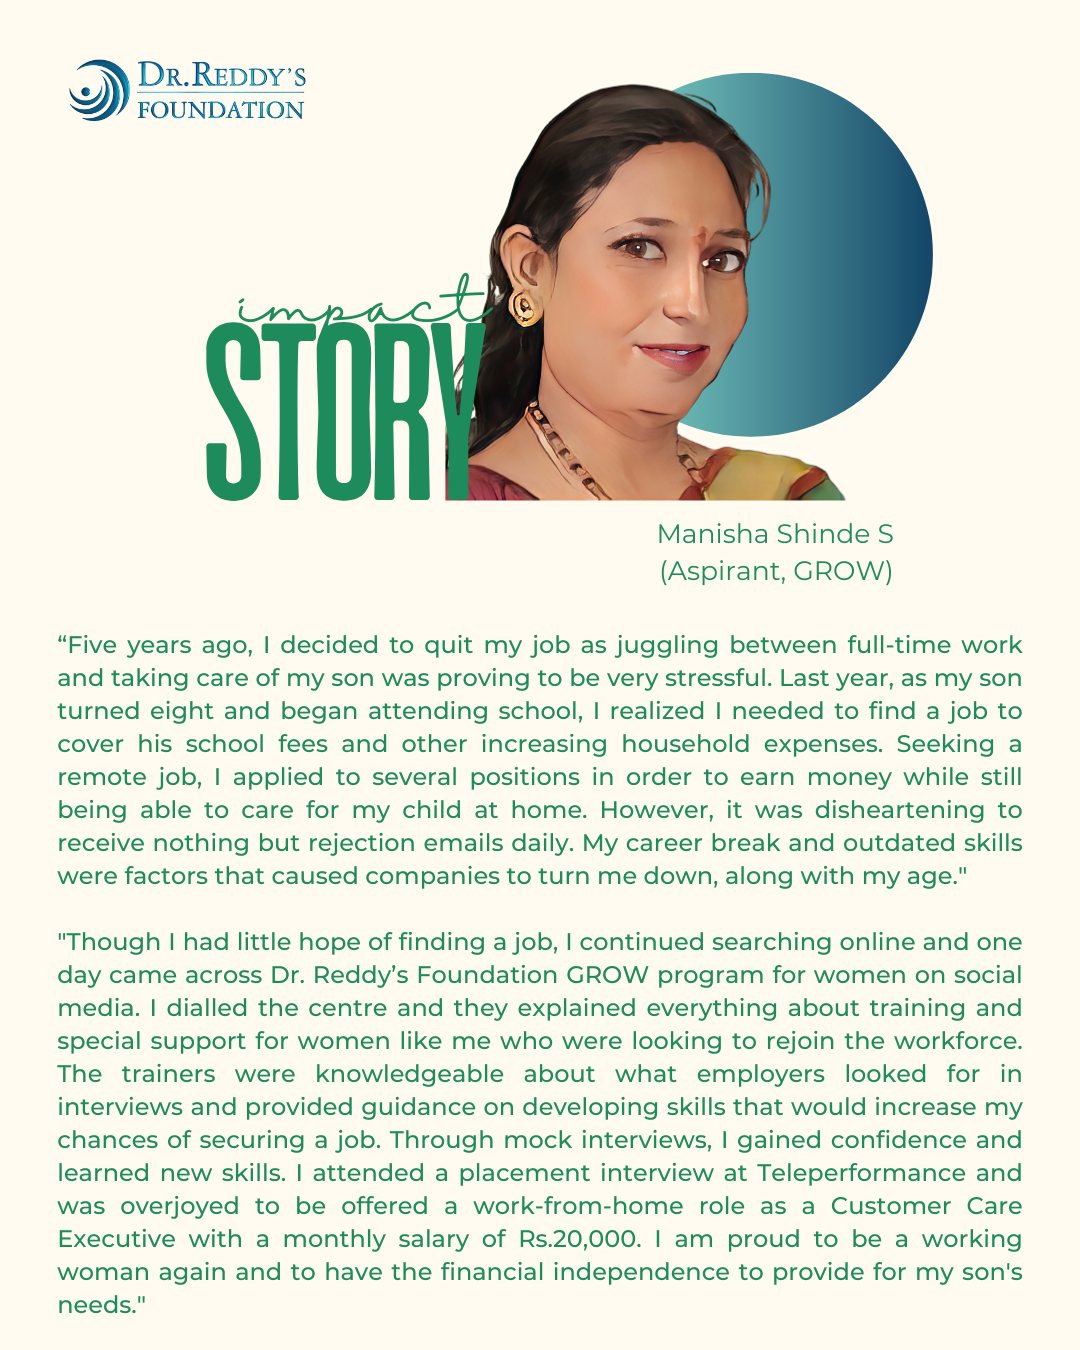 DR.REDDY'S
FOUNDATION
impact
STORY
Manisha Shinde S
(Aspirant, GROW)
“Five years ago, I decided to quit my job as juggling between full-time work
and taking care of my son was proving to be very stressful. Last year, as my son
turned eight and began attending school, I realized I needed to find a job to
cover his school fees and other increasing household expenses. Seeking a
remote job, I applied to several positions in order to earn money while still
being able to care for my child at home. However, it was disheartening to
receive nothing but rejection emails daily. My career break and outdated skills
were factors that caused companies to turn me down, along with my age."
"Though I had little hope of finding a job, I continued searching online and one
day came across Dr. Reddy’s Foundation GROW program for women on social
media. I dialled the centre and they explained everything about training and
special support for women like me who were looking to rejoin the workforce.
The trainers were knowledgeable about what employers looked for in
interviews and provided guidance on developing skills that would increase my
chances of securing a job. Through mock interviews, I gained confidence and
learned new skills. I attended a placement interview at Teleperformance and
was overjoyed to be offered a work-from-home role as a Customer Care
Executive with a monthly salary of Rs.20,000. I am proud to be a working
woman again and to have the financial independence to provide for my son's
needs."